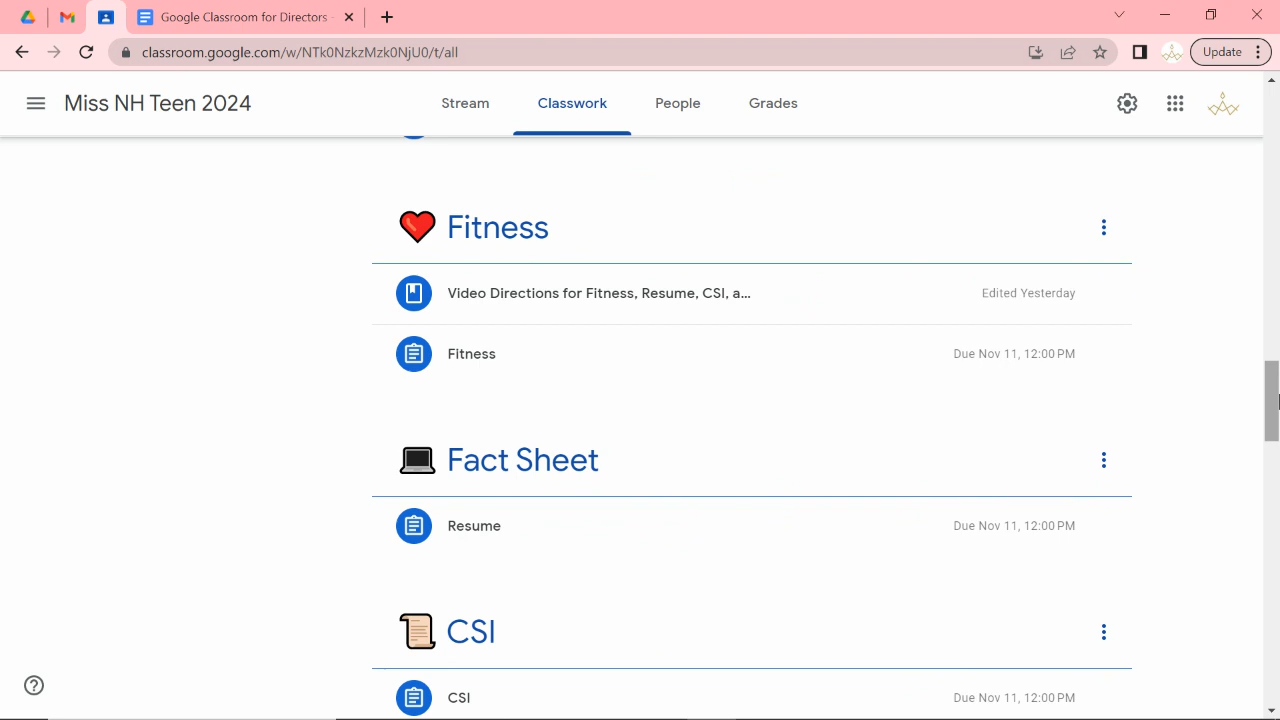 Google Classroom for Directors
classroom.google.com/w/NTk0NzkzMzk0NjU0/t/all
Update
Miss NH Teen 2024
Stream
Classwork
People
Grades
Fitness
Video Directions for Fitness, Resume, CSI, a...
Edited Yesterday
Fitness
Due Nov 11, 12:00 PM
Fact Sheet
Resume
Due Nov 11, 12:00 PM
CSI
CSI
Due Nov 11, 12:00 PM